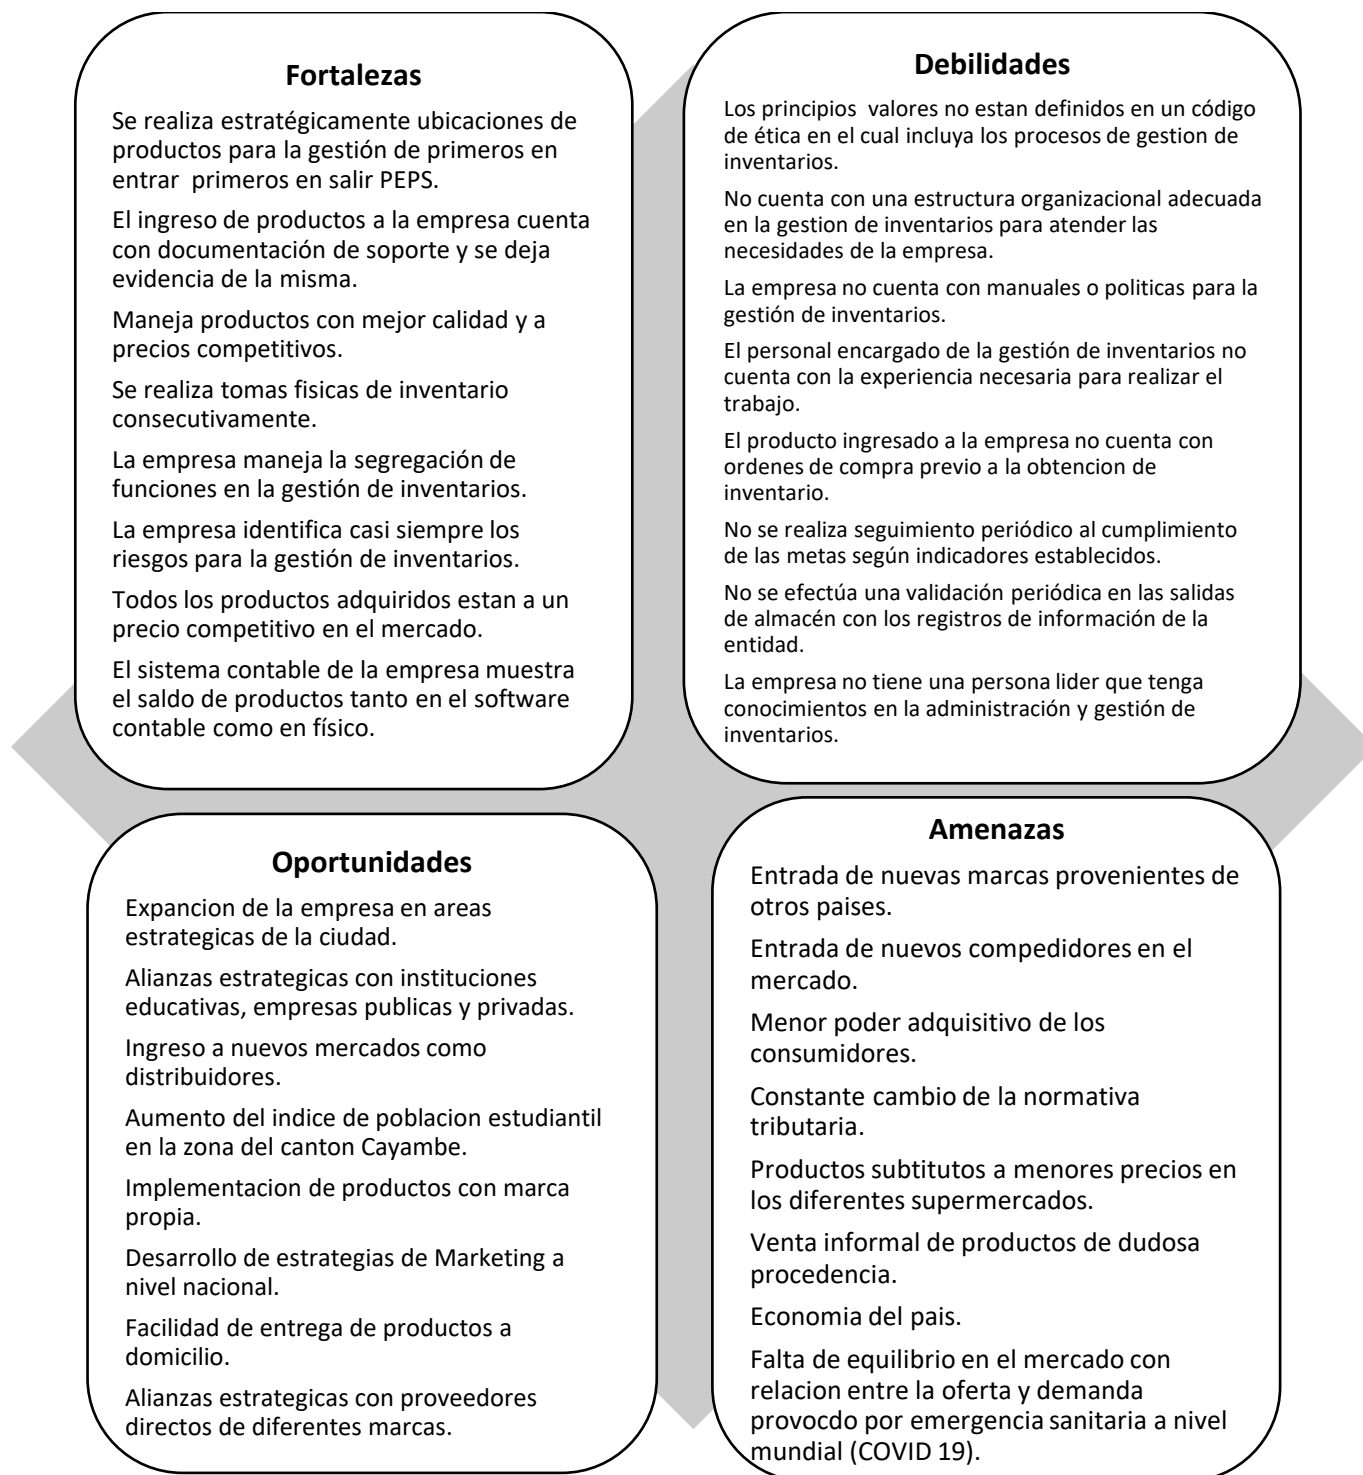 Fortalezas
Se realiza estratégicamente ubicaciones de
productos para la gestión de primeros en
entrar primeros en salir PEPS.
El ingreso de productos a la empresa cuenta
con documentación de soporte y se deja
evidencia de la misma.
Maneja productos con mejor calidad y a
precios competitivos.
Se realiza tomas fisicas de inventario
consecutivamente.
La empresa maneja la segregación de
funciones en la gestión de inventarios.
La empresa identifica casi siempre los
riesgos para la gestión de inventarios.
Todos los productos adquiridos estan a un
precio competitivo en el mercado.
El sistema contable de la empresa muestra
el saldo de productos tanto en el software
contable como en físico.
Debilidades
Los principios valores no estan definidos en un código
de ética en el cual incluya los procesos de gestion de
inventarios.
No cuenta con una estructura organizacional adecuada
en la gestion de inventarios para atender las
necesidades de la empresa.
La empresa no cuenta con manuales o politicas para la
gestión de inventarios.
El personal encargado de la gestión de inventarios no
cuenta con la experiencia necesaria para realizar el
trabajo.
El producto ingresado a la empresa no cuenta con
ordenes de compra previo a la obtencion de
inventario.
No se realiza seguimiento periódico al cumplimiento
de las metas según indicadores establecidos.
No se efectúa una validación periódica en las salidas
de almacén con los registros de información de la
entidad.
La empresa no tiene una persona lider que tenga
conocimientos en la administración y gestión de
inventarios.
Oportunidades
Expancion de la empresa en areas
estrategicas de la ciudad.
Alianzas estrategicas con instituciones
educativas, empresas publicas y privadas.
Ingreso a nuevos mercados como
distribuidores.
Aumento del indice de poblacion estudiantil
en la zona del canton Cayambe.
Implementacion de productos con marca
propia.
Desarrollo de estrategias de Marketing a
nivel nacional.
Facilidad de entrega de productos a
domicilio.
Alianzas estrategicas con proveedores
directos de diferentes marcas.
Amenazas
Entrada de nuevas marcas provenientes de
otros paises.
Entrada de nuevos compedidores en el
mercado.
Menor poder adquisitivo de los
consumidores.
Constante cambio de la normativa
tributaria.
Productos subtitutos a menores precios en
los diferentes supermercados.
Venta informal de productos de dudosa
procedencia.
Economia del pais.
Falta de equilibrio en el mercado con
relacion entre la oferta y demanda
provocdo por emergencia sanitaria a nivel
mundial (COVID 19).